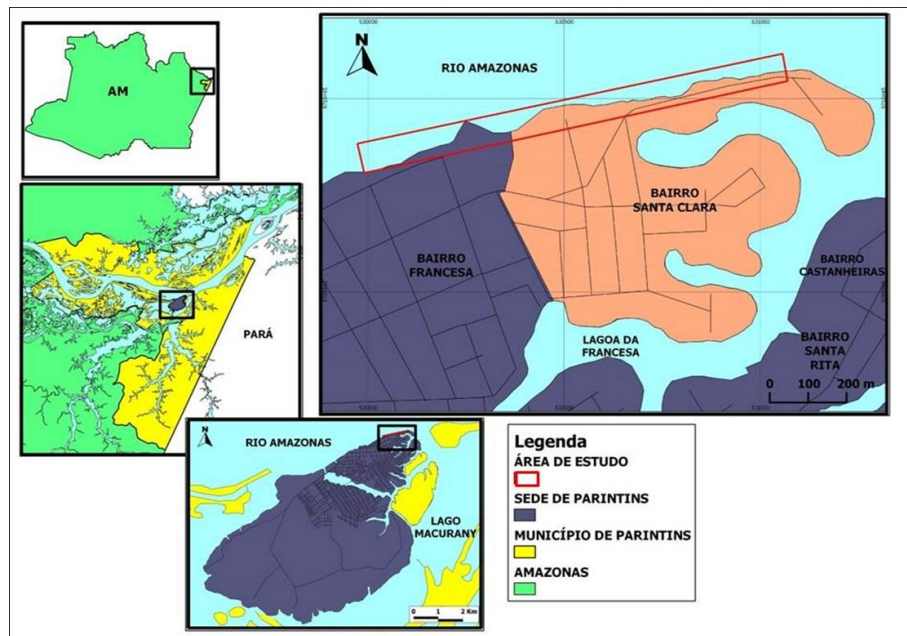 AM
PARÁ
N
RIO AMAZONAS
LAGO
MACURANY
0 1 2 Km
N
RIO AMAZONAS
BAIRRO
SANTA CLARA
BAIRRO
FRANCESA
BAIRRO
CASTANHEIRAS
LAGOA DA
FRANCESA
BAIRRO
SANTA
RITA
0 100 200 m
Legenda
ÁREA DE ESTUDO
SEDE DE PARINTINS
MUNICÍPIO DE PARINTINS
AMAZONAS